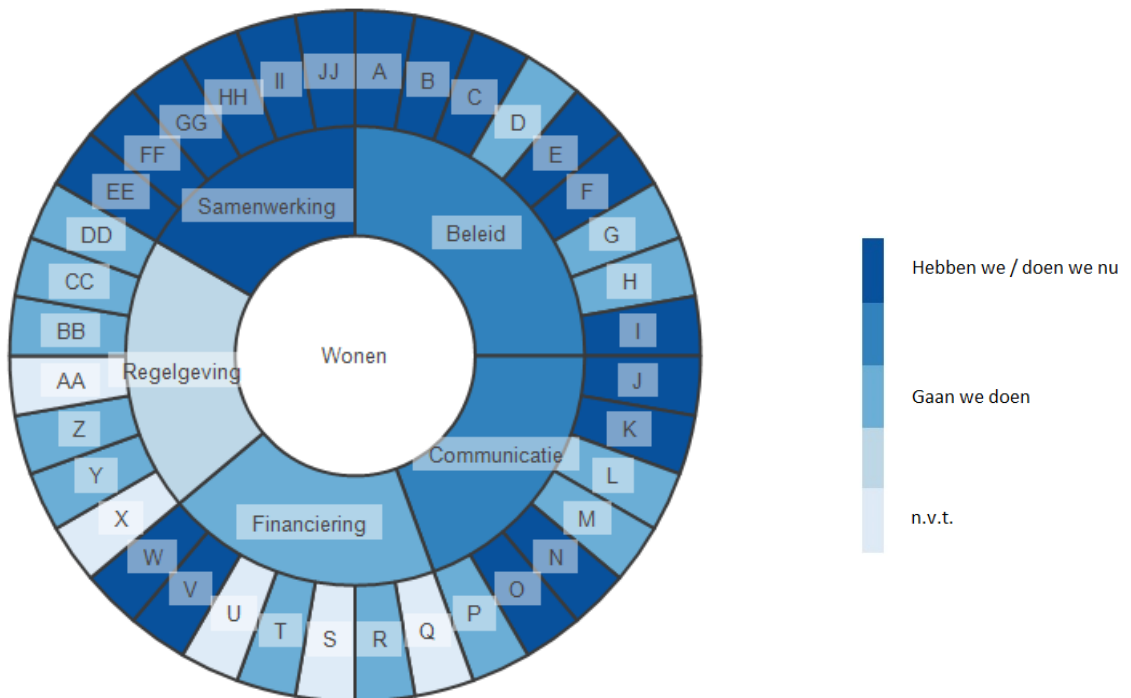 A
B
C
D
E
F
G
H
I
J
K
L
M
N
O
P
Q
R
S
T
U
V
W
X
Y
Z
AA
BB
CC
DD
EE
FF
GG
HH
II
JJ
Samenwerking
Beleid
Wonen
Regelgeving
Communicatie
Financiering
Hebben we / doen we nu
Gaan we doen
n.v.t.